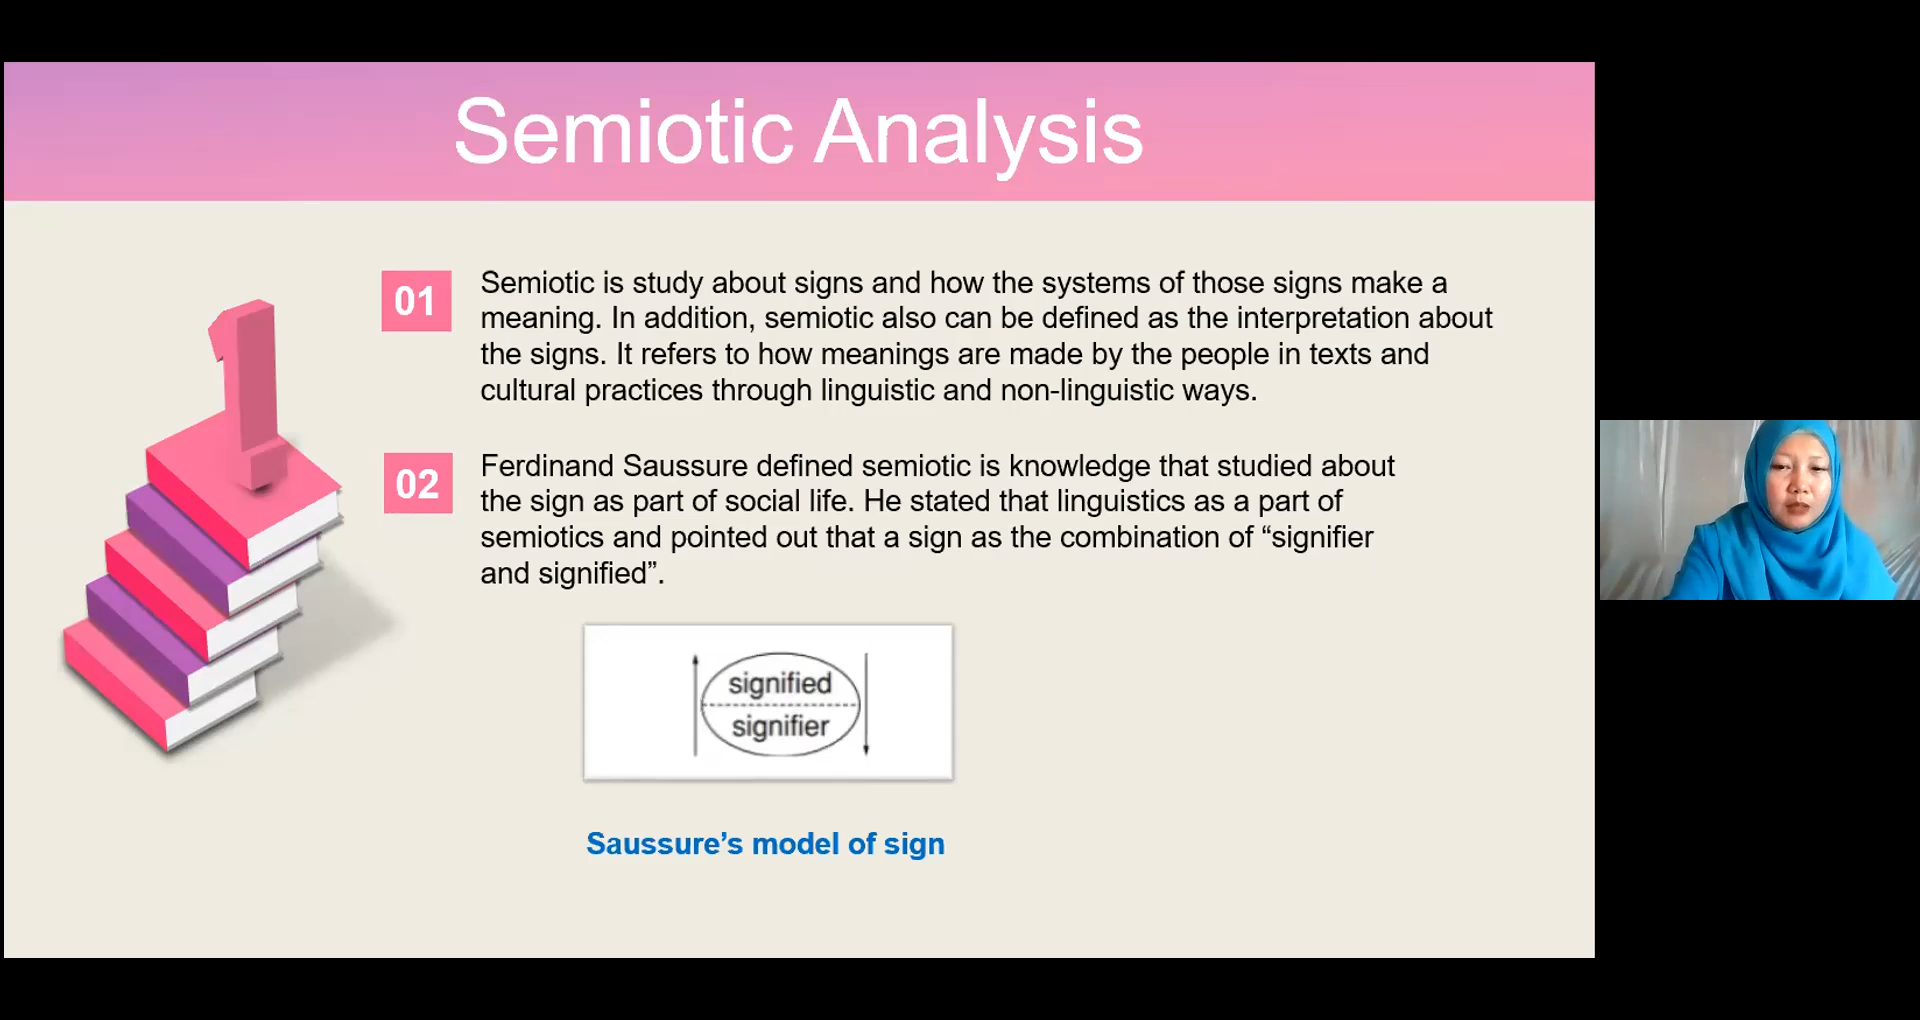 Semiotic Analysis
01
Semiotic is study about signs and how the systems of those signs make a
meaning. In addition, semiotic also can be defined as the interpretation about
the signs. It refers to how meanings are made by the people in texts and
cultural practices through linguistic and non-linguistic ways.
02
Ferdinand Saussure defined semiotic is knowledge that studied about
the sign as part of social life. He stated that linguistics as a part of
semiotics and pointed out that a sign as the combination of “signifier
and signified”.
signified
signifier
Saussure’s model of sign